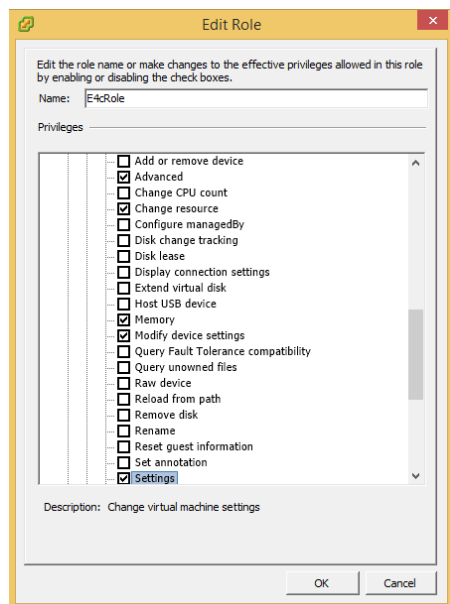 Edit Role
Edit the role name or make changes to the effective privileges allowed in this role
by enabling or disabling the check boxes.
Name: E4cRole
Privileges
Add or remove device
Advanced
Change CPU count
Change resource
Configure managedBy
Disk change tracking
Disk lease
Display connection settings
Extend virtual disk
Host USB device
Memory
Modify device settings
Query Fault Tolerance compatibility
Query unowned files
Raw device
Reload from path
Remove disk
Rename
Reset guest information
Set annotation
Settings
Description: Change virtual machine settings
OK Cancel